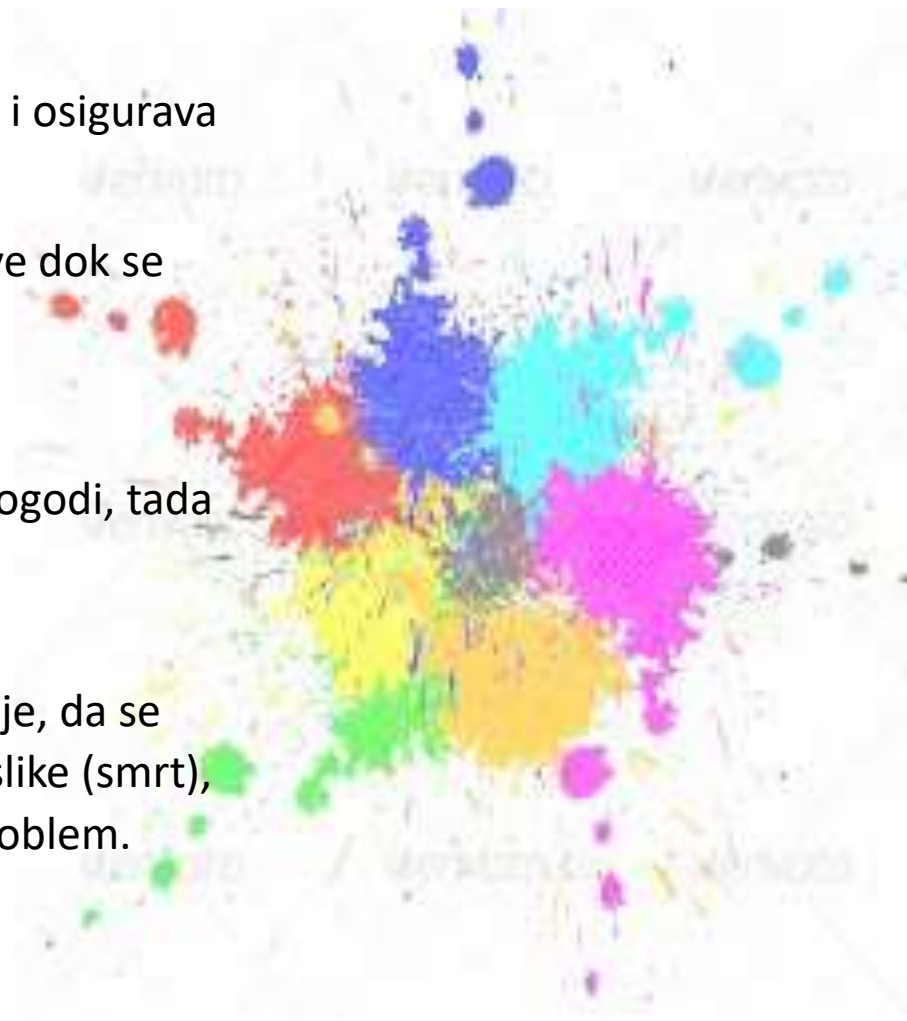 i osigurava
ve dok se
ogodi, tada
je, da se
slike (smrt),
oblem.